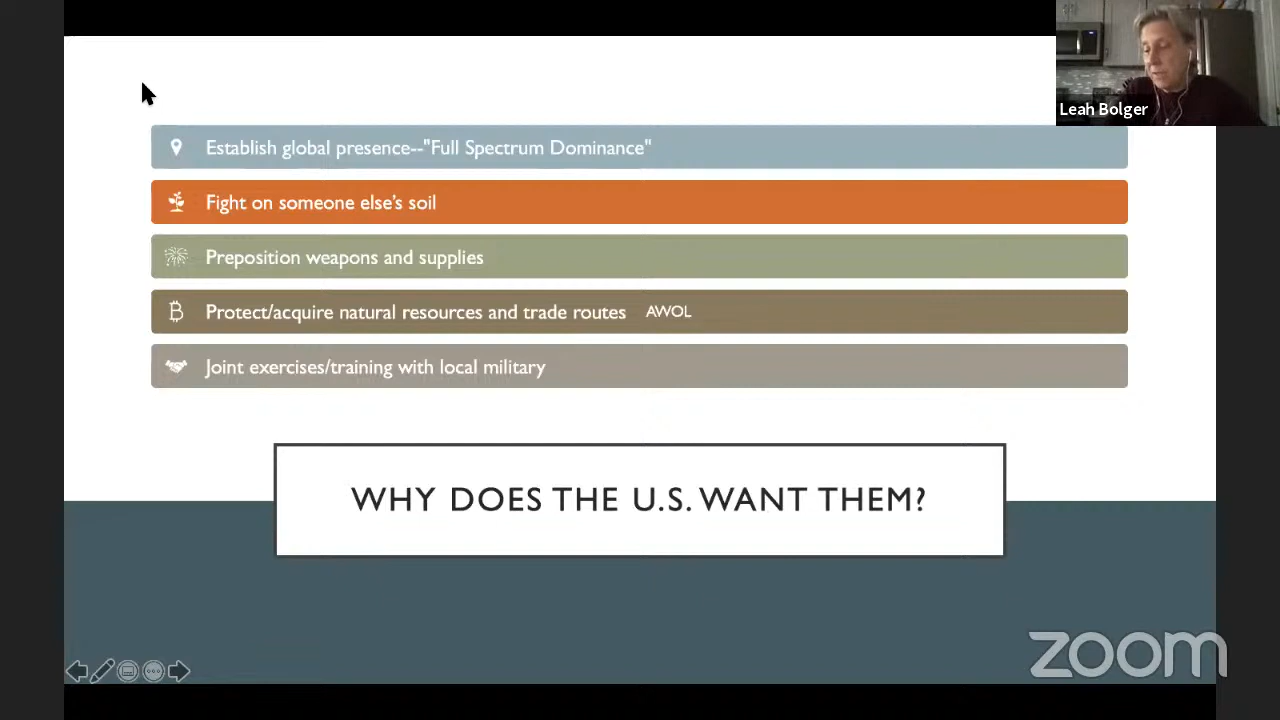 Leah Bolger
Establish global presence--"Full Spectrum Dominance"
Fight on someone else’s soil
Preposition weapons and supplies
Protect/acquire natural resources and trade routes AWOL
Joint exercises/training with local military
WHY DOES THE U.S. WANT THEM?
zoom